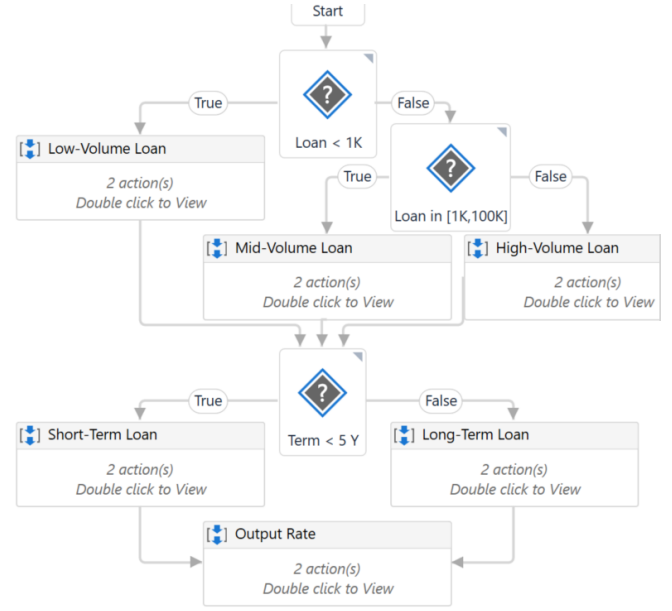 Start
?
Loan < 1K
True
False
Low-Volume Loan
2 action(s)
Double click to View
?
Loan in [1K,100K]
True
False
Mid-Volume Loan
2 action(s)
Double click to View
High-Volume Loan
2 action(s)
Double click to View
?
Term < 5 Y
True
False
Short-Term Loan
2 action(s)
Double click to View
Long-Term Loan
2 action(s)
Double click to View
Output Rate
2 action(s)
Double click to View